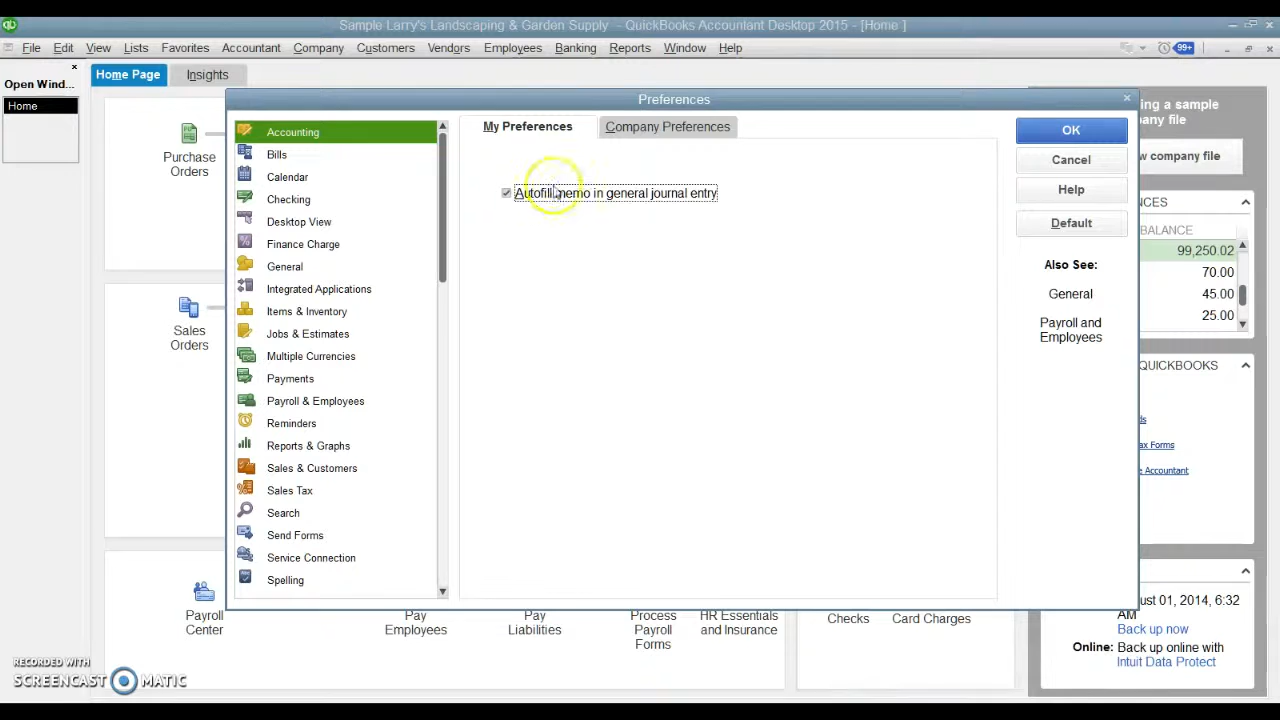 Sample Larry's Landscaping & Garden Supply - QuickBooks Accountant Desktop 2015 - [Home ]
File Edit View Lists Favorites Accountant Company Customers Vendors Employees Banking Reports Window Help
99+
Open Wind...
Home
Home Page
Insights
Purchase
Orders
Sales
Orders
Payroll
Center
Pay
Employees
Pay
Liabilities
Process
Payroll
Forms
HR Essentials
and Insurance
Checks
Card Charges
Preferences
Accounting
Bills
Calendar
Checking
Desktop View
Finance Charge
General
Integrated Applications
Items & Inventory
Jobs & Estimates
Multiple Currencies
Payments
Payroll & Employees
Reminders
Reports & Graphs
Sales & Customers
Sales Tax
Search
Send Forms
Service Connection
Spelling
My Preferences
Company Preferences
Autofill memo in general journal entry
OK
Cancel
Help
Default
Also See:
General
Payroll and
Employees
ing a sample
any file
w company file
CES
BALANCE
99,250.02
70.00
45.00
25.00
QUICKBOOKS
ds
ax Forms
e Accountant
ust 01, 2014, 6:32
AM
Back up now
Online: Back up online with
Intuit Data Protect
RECORDED WITH
SCREENCAST MATIC